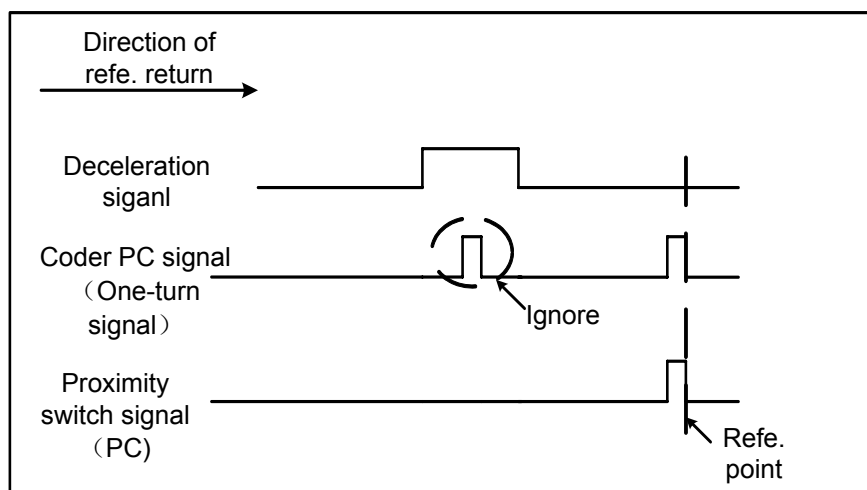 Direction of
refe. return
Deceleration
siganl
Coder PC signal
（One-turn
signal）
Ignore
Proximity
switch signal
（PC)
Refe.
point